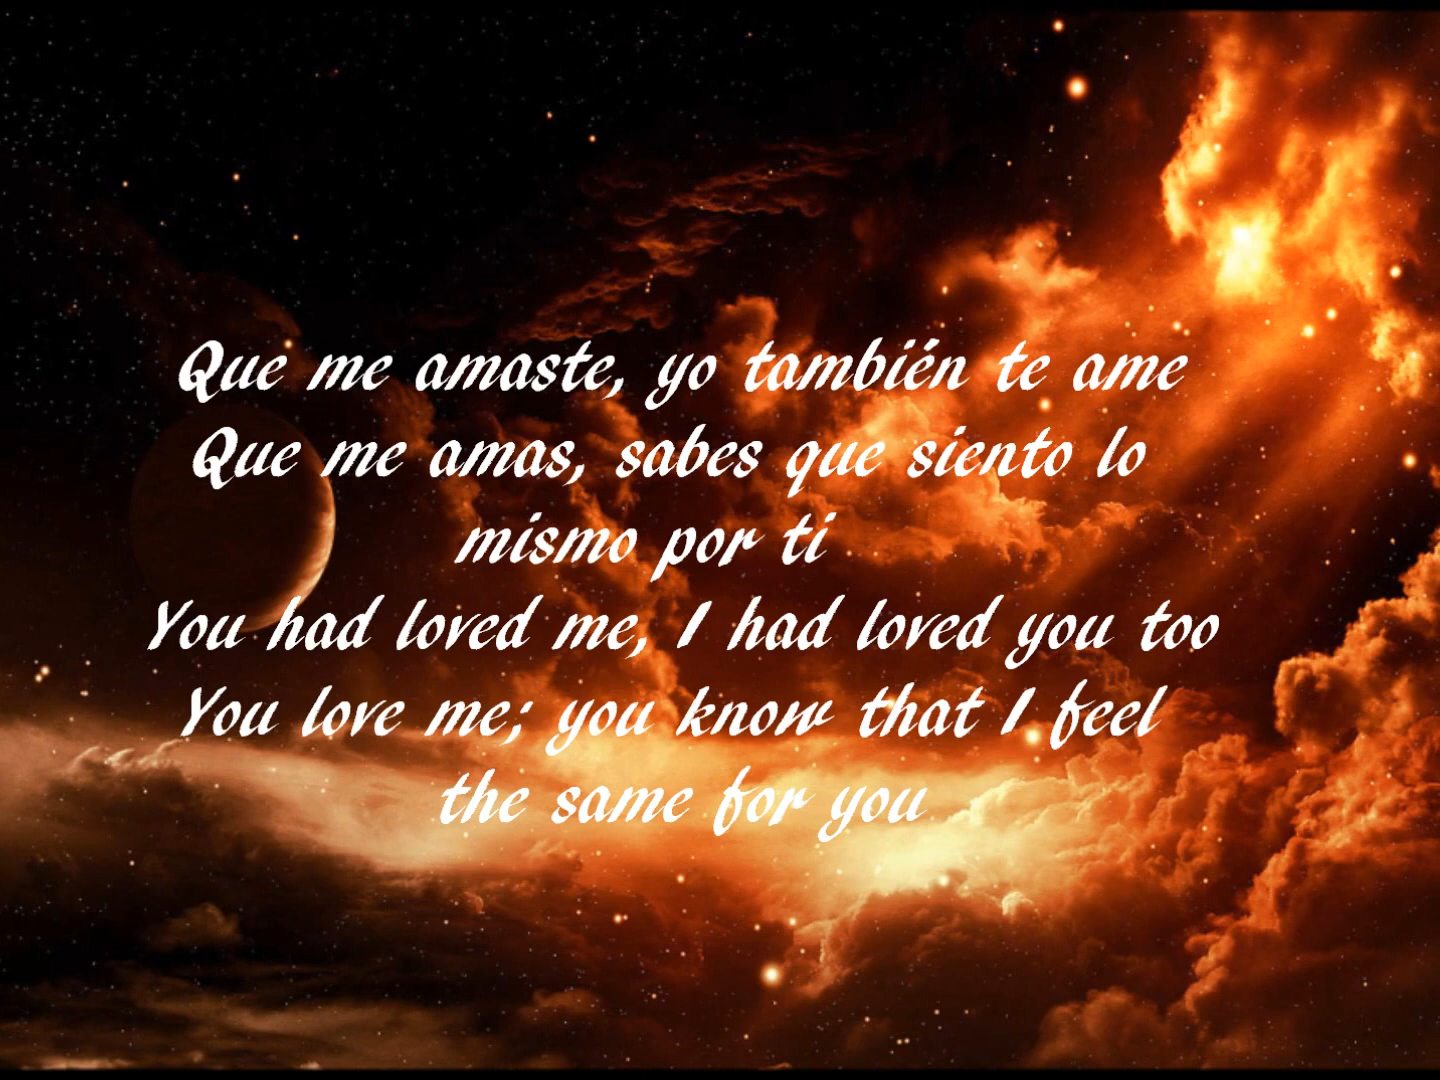 Que me amaste, yo también te ame
Que me amas, sabes que siento lo
mismo por ti
You had loved me, I had loved you too
You love me; you know that I feel
the same for you